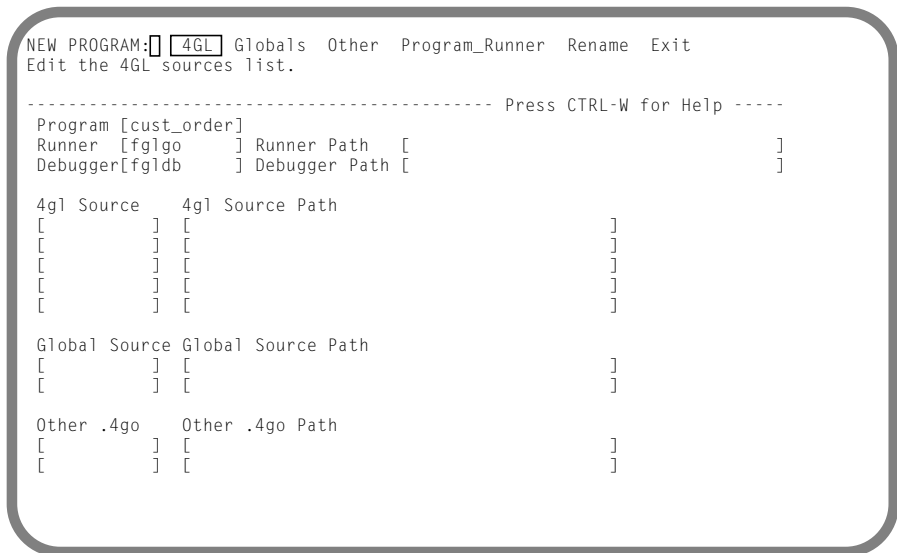 NEW PROGRAM: 4GL Globals Other Program_Runner Rename Exit
Edit the 4GL sources list.
------------------------------------------- Press CTRL-W for Help -----
Program [cust_order]
Runner [fglgo ] Runner Path [ ]
Debugger[fgldb ] Debugger Path [ ]
4gl Source 4gl Source Path
[ ] [ ]
[ ] [ ]
[ ] [ ]
[ ] [ ]
[ ] [ ]
Global Source Global Source Path
[ ] [ ]
[ ] [ ]
Other .4go Other .4go Path
[ ] [ ]
[ ] [ ]